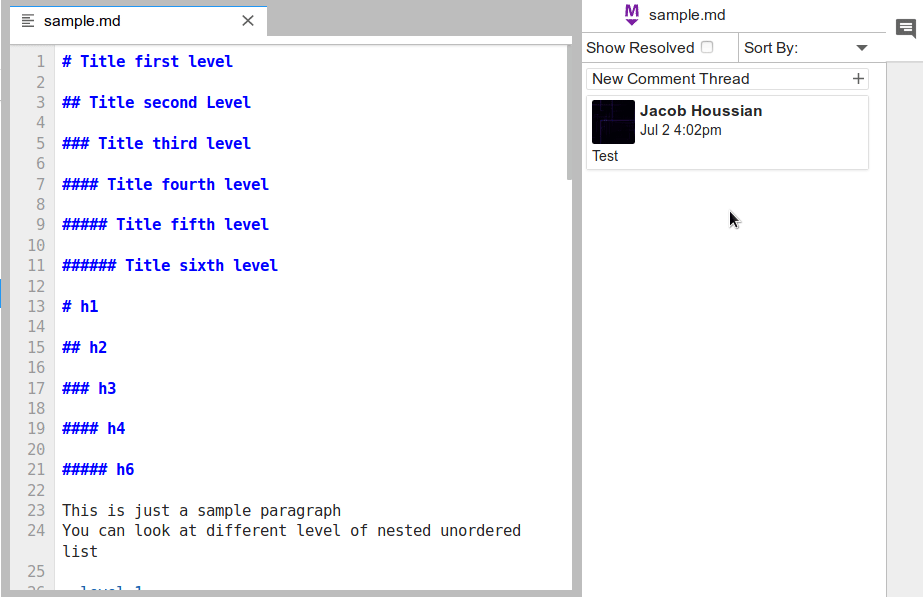 sample.md
1 # Title first level
2
3 ## Title second Level
4
5 ### Title third level
6
7 #### Title fourth level
8
9 ##### Title fifth level
10
11 ###### Title sixth level
12
13 # h1
14
15 ## h2
16
17 ### h3
18
19 #### h4
20
21 ##### h6
22
23 This is just a sample paragraph
24 You can look at different level of nested unordered
list
25
26 - level 1
M sample.md
Show Resolved Sort By:
New Comment Thread +
Jacob Houssian
Jul 2 4:02pm
Test